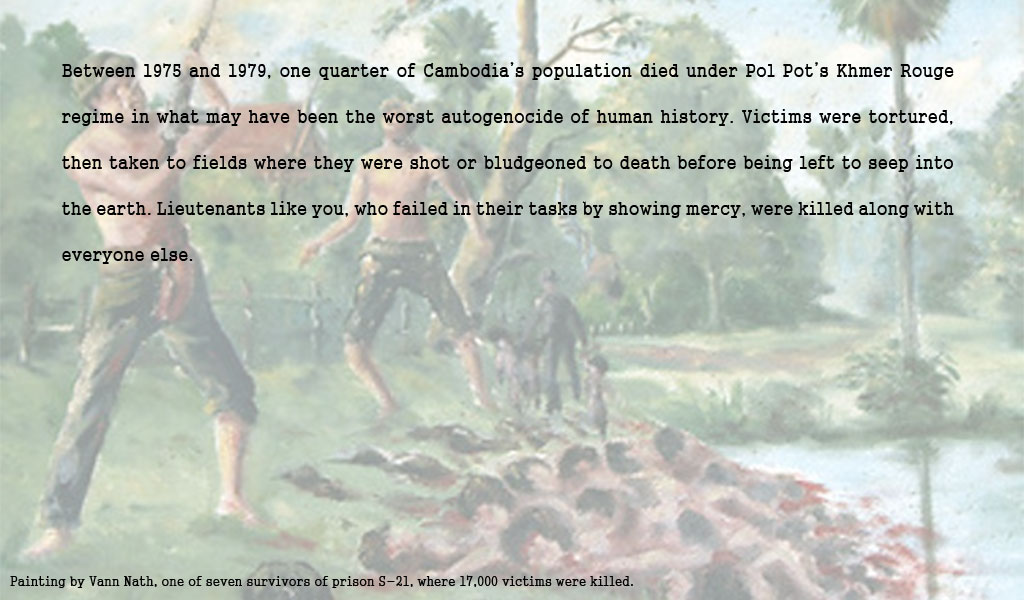 Between 1975 and 1979, one quarter of Cambodia's population died under Pol Pot's Khmer Rouge
regime in what may have been the worst autogenocide of human history. Victims were tortured,
then taken to fields where they were shot or bludgeoned to death before being left to seep into
the earth. Lieutenants like you, who failed in their tasks by showing mercy, were killed along with
everyone else.
Painting by Vann Nath, one of seven survivors of prison S-21, where 17,000 victims were killed.